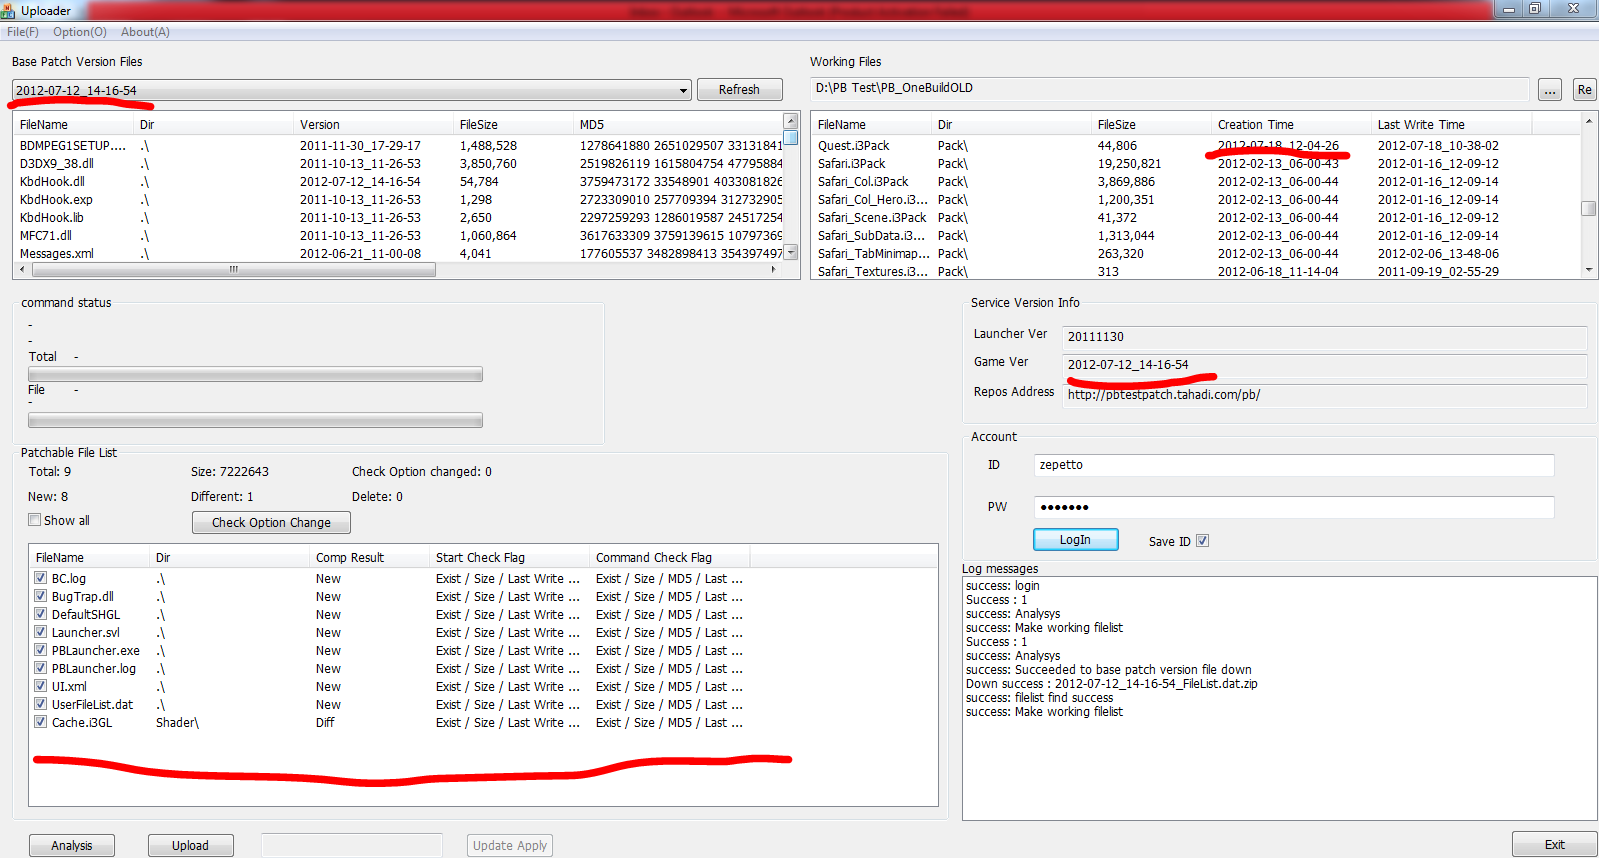 Uploader
File(F) Option(O) About(A)
Base Patch Version Files
2012-07-12_14-16-54
Refresh
FileName Dir Version FileSize MD5
BDMPEG1SETUP.... .\ 2011-11-30_17-29-17 1,488,528 1278641880 2651029507 33131841
D3DX9_38.dll .\ 2011-10-13_11-26-53 3,850,760 2519826119 1615804754 47795884
KbdHook.dll .\ 2012-07-12_14-16-54 54,784 3759473172 33548901 4033081826
KbdHook.exp .\ 2011-10-13_11-26-53 1,298 2723309010 257709394 312732905
KbdHook.lib .\ 2011-10-13_11-26-53 2,650 2297259293 1286019587 24517254
MFC71.dll .\ 2011-10-13_11-26-53 1,060,864 3617633309 3759139615 10797369
Messages.xml .\ 2012-06-21_11-00-08 4,041 177605537 3482898413 354397497
Working Files
D:\PB Test\PB_OneBuildOLD
...
Re
FileName Dir FileSize Creation Time Last Write Time
Quest.i3Pack Pack\ 44,806 2012-07-18_12-04-26 2012-07-18_10-38-02
Safari.i3Pack Pack\ 19,250,821 2012-02-13_06-00-43 2012-01-16_12-09-12
Safari_Col.i3Pack Pack\ 3,869,886 2012-02-13_06-00-44 2012-01-16_12-09-14
Safari_Col_Hero.i3... Pack\ 1,200,351 2012-02-13_06-00-44 2012-01-16_12-09-14
Safari_Scene.i3Pack Pack\ 41,372 2012-02-13_06-00-44 2012-01-16_12-09-12
Safari_SubData.i3... Pack\ 1,313,044 2012-02-13_06-00-44 2012-01-16_12-09-14
Safari_TabMinimap... Pack\ 263,320 2012-02-13_06-00-44 2012-02-06_13-48-06
Safari_Textures.i3... Pack\ 313 2012-06-18_11-14-04 2011-09-19_02-55-29
command status
-
-
Total -
File -
-
Service Version Info
Launcher Ver 20111130
Game Ver 2012-07-12_14-16-54
Repos Address http://pbtestpatch.tahadi.com/pb/
Account
ID zepetto
PW •••••••
LogIn Save ID
Patchable File List
Total: 9 Size: 7222643 Check Option changed: 0
New: 8 Different: 1 Delete: 0
Show all Check Option Change
FileName Dir Comp Result Start Check Flag Command Check Flag
BC.log .\ New Exist / Size / Last Write ... Exist / Size / MD5 / Last ...
BugTrap.dll .\ New Exist / Size / Last Write ... Exist / Size / MD5 / Last ...
DefaultSHGL .\ New Exist / Size / Last Write ... Exist / Size / MD5 / Last ...
Launcher.svl .\ New Exist / Size / Last Write ... Exist / Size / MD5 / Last ...
PBLauncher.exe .\ New Exist / Size / Last Write ... Exist / Size / MD5 / Last ...
PBLauncher.log .\ New Exist / Size / Last Write ... Exist / Size / MD5 / Last ...
UI.xml .\ New Exist / Size / Last Write ... Exist / Size / MD5 / Last ...
UserFileList.dat .\ New Exist / Size / Last Write ... Exist / Size / MD5 / Last ...
Cache.i3GL Shader\ Diff Exist / Size / Last Write ... Exist / Size / MD5 / Last ...
Log messages
success: login
Success : 1
success: Analysys
success: Make working filelist
Success : 1
success: Analysys
success: Succeeded to base patch version file down
Down success : 2012-07-12_14-16-54_FileList.dat.zip
success: filelist find success
success: Make working filelist
Analysis Upload Update Apply Exit